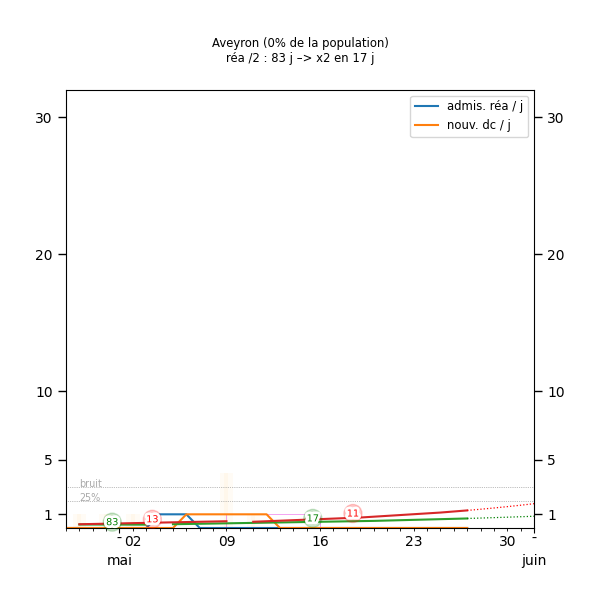 Aveyron (0% de la population)
réa /2 : 83 j –> x2 en 17 j
admis. réa / j
nouv. dc / j
30 30
20 20
10 10
5 5
bruit
25%
1 1
83 13 17 11
02 09 16 23 30
mai juin